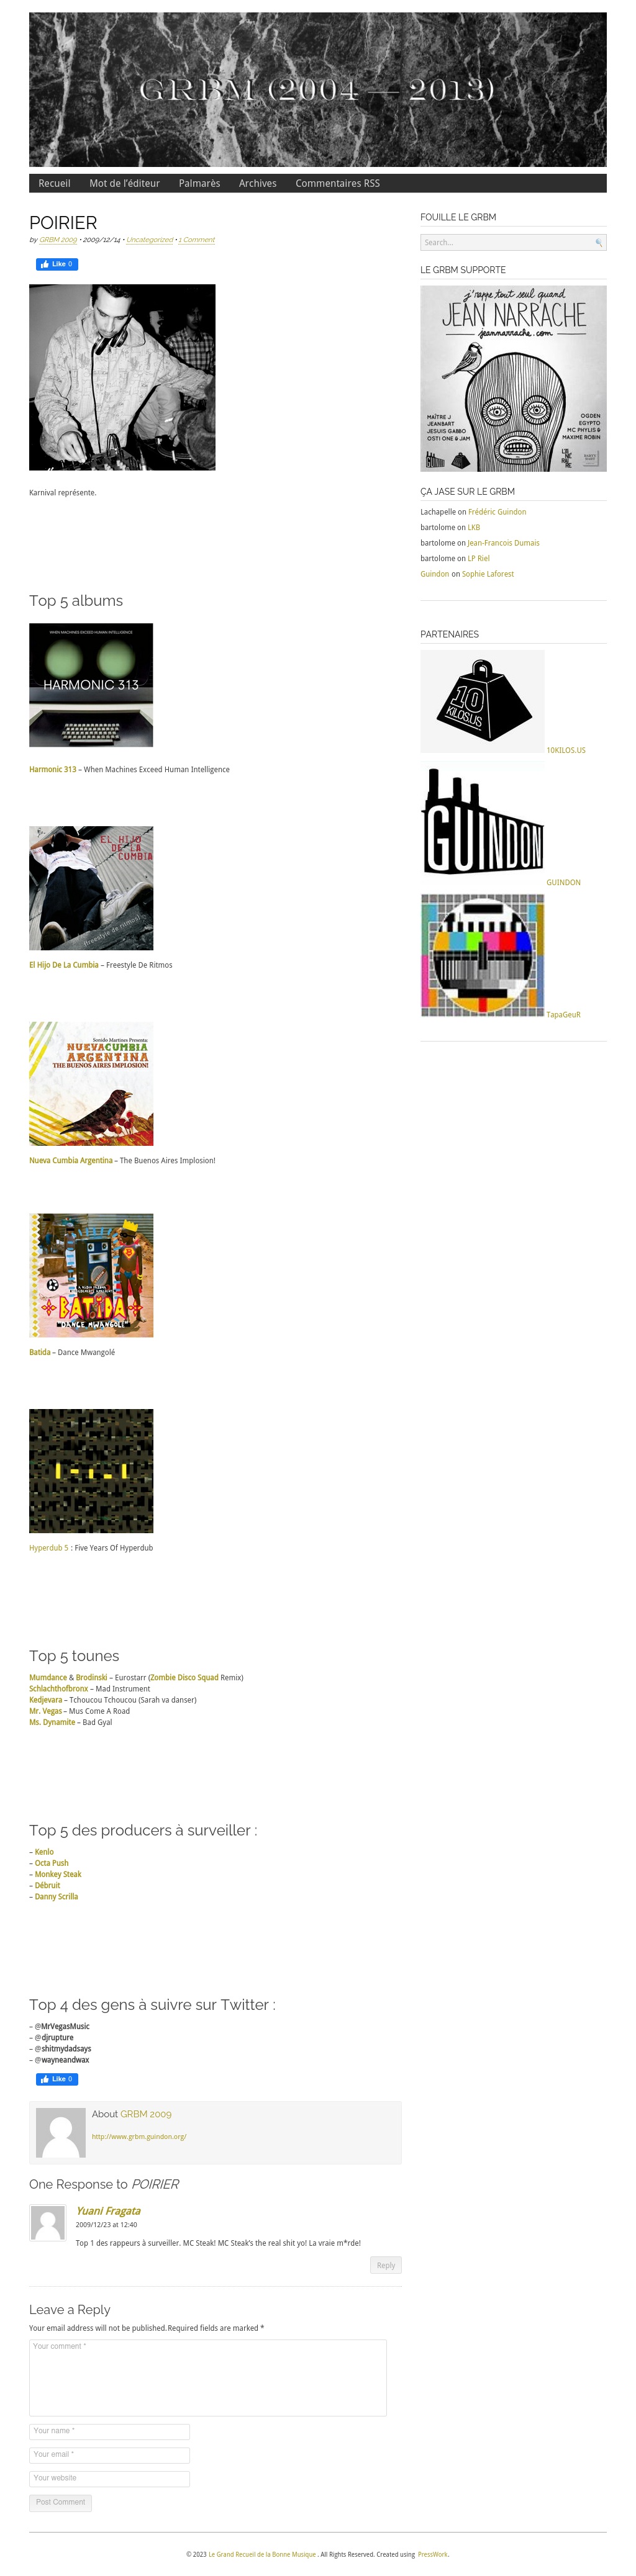 GRBM (2004 — 2013)
Recueil Mot de l'éditeur Palmarès Archives Commentaires RSS
POIRIER
by GRBM 2009 • 2009/12/14 • Uncategorized • 1 Comment
Like 0
Karnival représente.
Top 5 albums
WHEN MACHINES EXCEED HUMAN INTELLIGENCE
HARMONIC 313
Harmonic 313 – When Machines Exceed Human Intelligence
EL HIJO DE LA CUMBIA
(freestyle de ritmos)
El Hijo De La Cumbia – Freestyle De Ritmos
Sonido Martines Presenta:
NUEVA CUMBIA
ARGENTINA
THE BUENOS AIRES IMPLOSION!
Nueva Cumbia Argentina – The Buenos Aires Implosion!
BATIDA
DANCE MWANGOLÉ
Batida – Dance Mwangolé
Hyperdub 5 : Five Years Of Hyperdub
Top 5 tounes
Mumdance & Brodinski – Eurostarr (Zombie Disco Squad Remix)
Schlachthofbronx – Mad Instrument
Kedjevara – Tchoucou Tchoucou (Sarah va danser)
Mr. Vegas – Mus Come A Road
Ms. Dynamite – Bad Gyal
Top 5 des producers à surveiller :
– Kenlo
– Octa Push
– Monkey Steak
– Débruit
– Danny Scrilla
Top 4 des gens à suivre sur Twitter :
– @MrVegasMusic
– @djrupture
– @shitmydadsays
– @wayneandwax
Like 0
About GRBM 2009
http://www.grbm.guindon.org/
One Response to POIRIER
Yuani Fragata
2009/12/23 at 12:40
Top 1 des rappeurs à surveiller. MC Steak! MC Steak's the real shit yo! La vraie m*rde!
Reply
Leave a Reply
Your email address will not be published. Required fields are marked *
Your comment *
Your name *
Your email *
Your website
Post Comment
FOUILLE LE GRBM
Search...
LE GRBM SUPPORTE
j'rappe tout seul quand
JEAN NARRACHE
jeannarrache.com
MAÎTRE J
JEANBART
JESUIS GABBO
OSTI ONE & JAM
OGDEN
EGYPTO
MC PHYLIS &
MAXIME ROBIN
GUINDON
ÇA JASE SUR LE GRBM
Lachapelle on Frédéric Guindon
bartolome on LKB
bartolome on Jean-Francois Dumais
bartolome on LP Riel
Guindon on Sophie Laforest
PARTENAIRES
10
KILOS.US
10KILOS.US
GUINDON
GUINDON
TapaGeuR
© 2023 Le Grand Recueil de la Bonne Musique . All Rights Reserved. Created using PressWork.